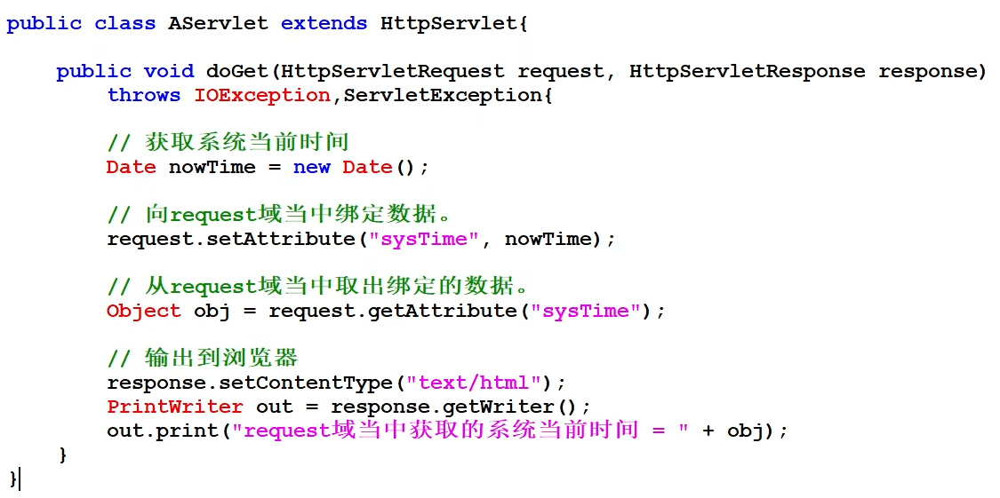 public class AServlet extends HttpServlet{
public void doGet(HttpServletRequest request, HttpServletResponse response)
throws IOException,ServletException{
// 获取系统当前时间
Date nowTime = new Date();
// 向request域当中绑定数据。
request.setAttribute("sysTime", nowTime);
// 从request域当中取出绑定的数据。
Object obj = request.getAttribute("sysTime");
// 输出到浏览器
response.setContentType("text/html");
PrintWriter out = response.getWriter();
out.print("request域当中获取的系统当前时间 = " + obj);
}
}